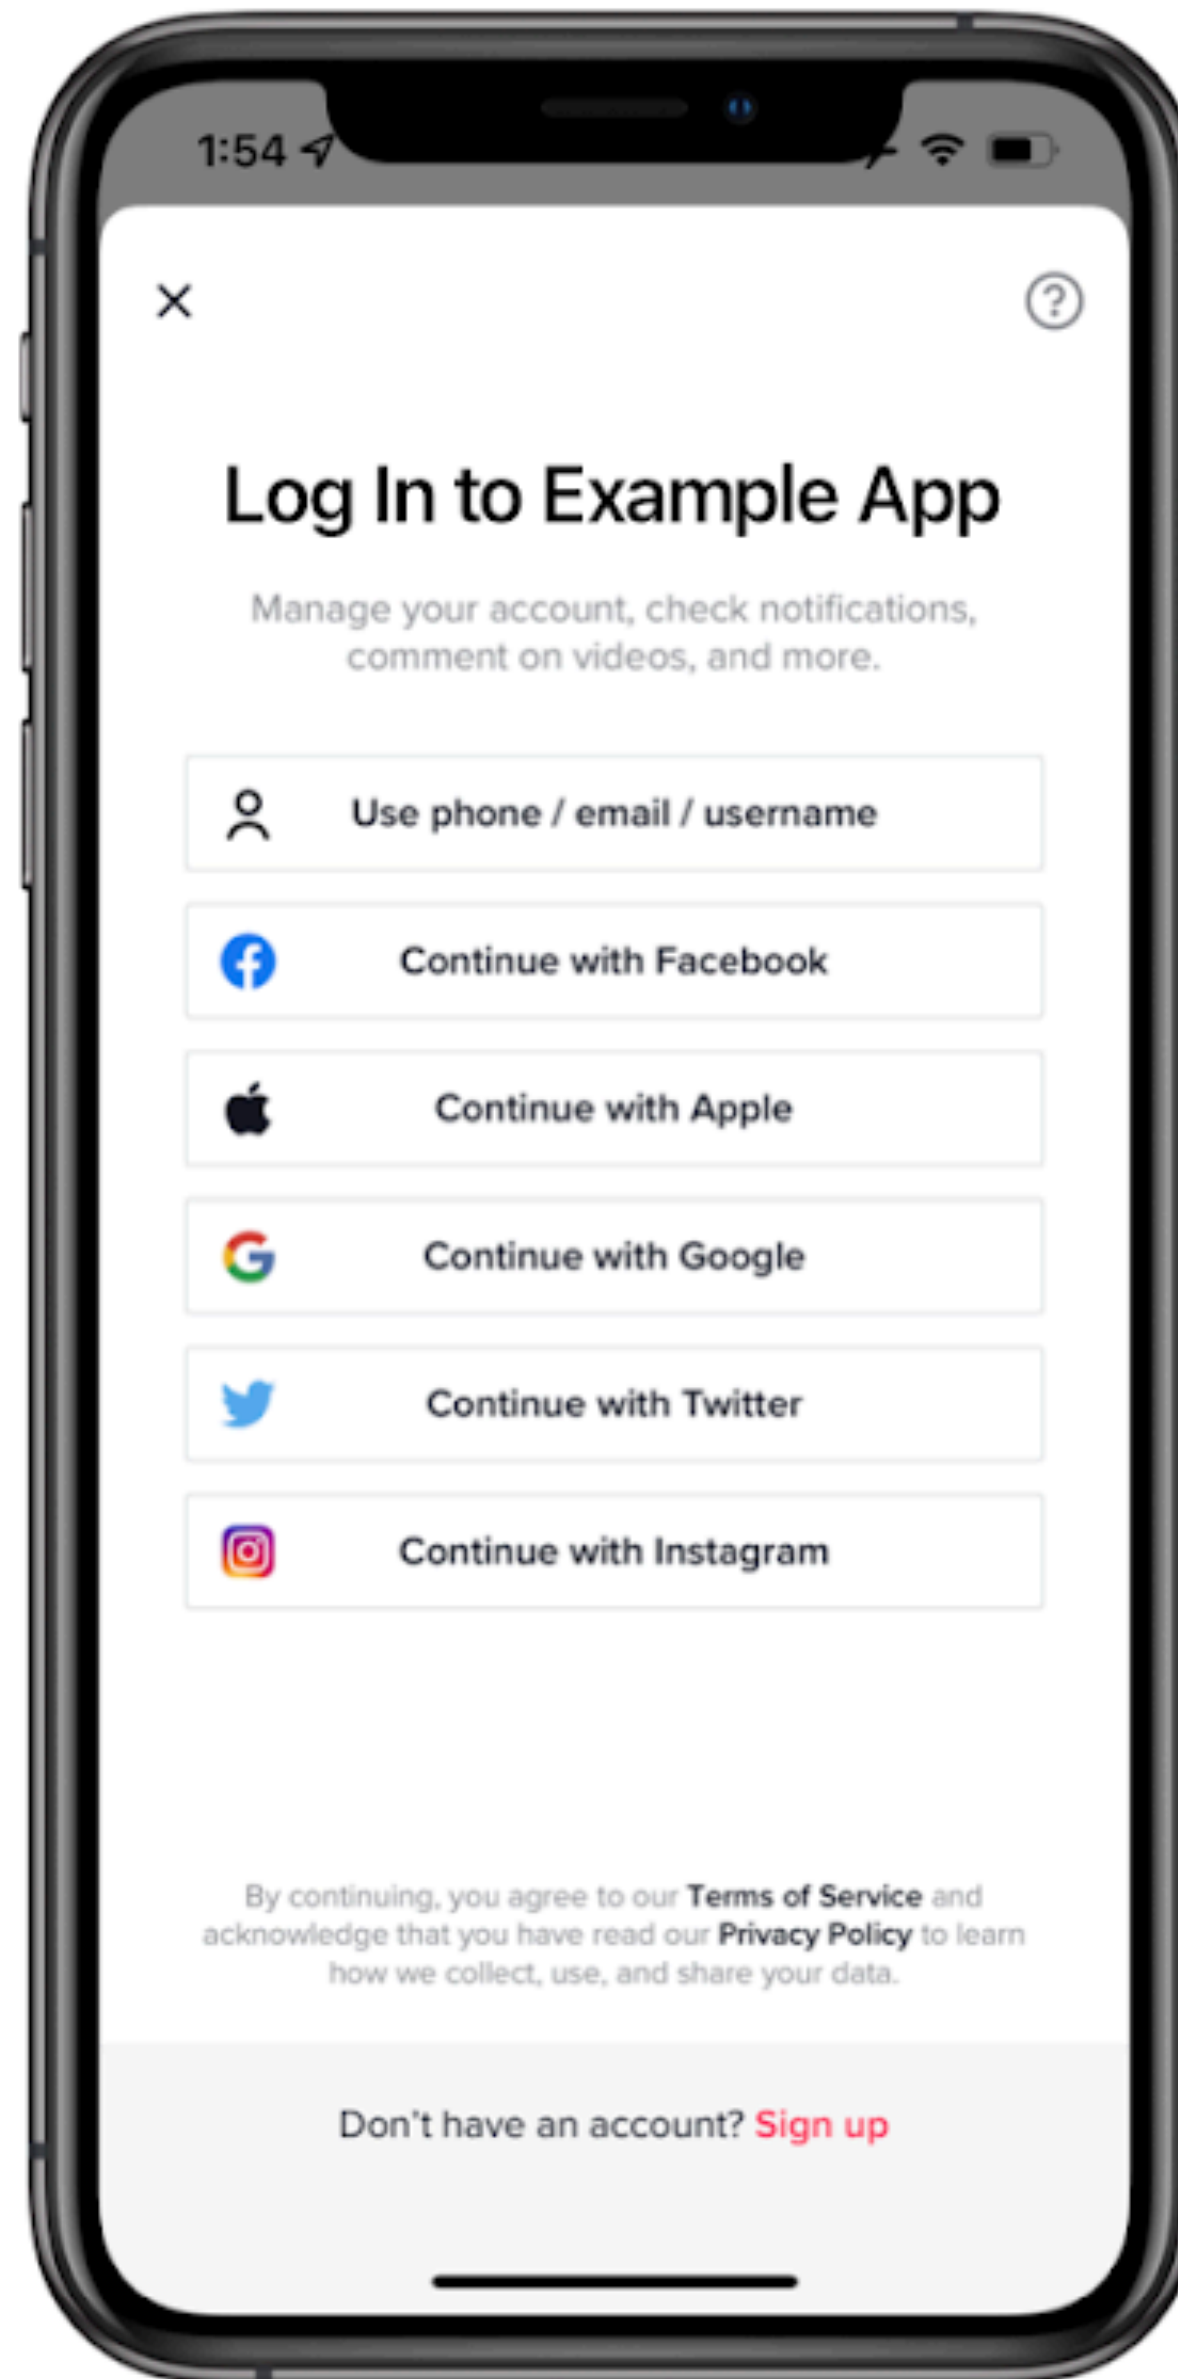 1:54
Log In to Example App
Manage your account, check notifications,
comment on videos, and more.
Use phone / email / username
Continue with Facebook
Continue with Apple
Continue with Google
Continue with Twitter
Continue with Instagram
By continuing, you agree to our Terms of Service and
acknowledge that you have read our Privacy Policy to learn
how we collect, use, and share your data.
Don't have an account? Sign up